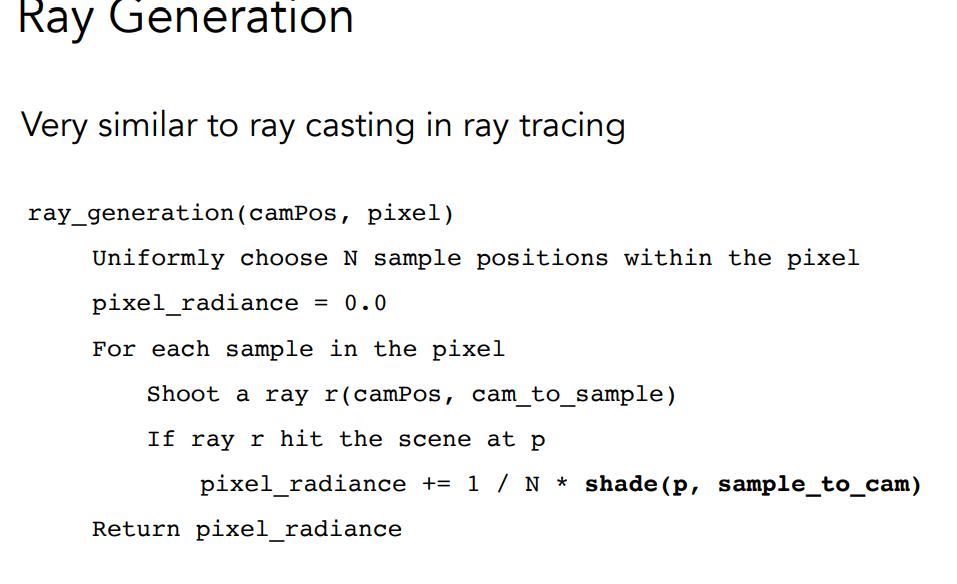 Ray Generation
Very similar to ray casting in ray tracing
ray_generation(camPos, pixel)
Uniformly choose N sample positions within the pixel
pixel_radiance = 0.0
For each sample in the pixel
Shoot a ray r(camPos, cam_to_sample)
If ray r hit the scene at p
pixel_radiance += 1 / N * shade(p, sample_to_cam)
Return pixel_radiance